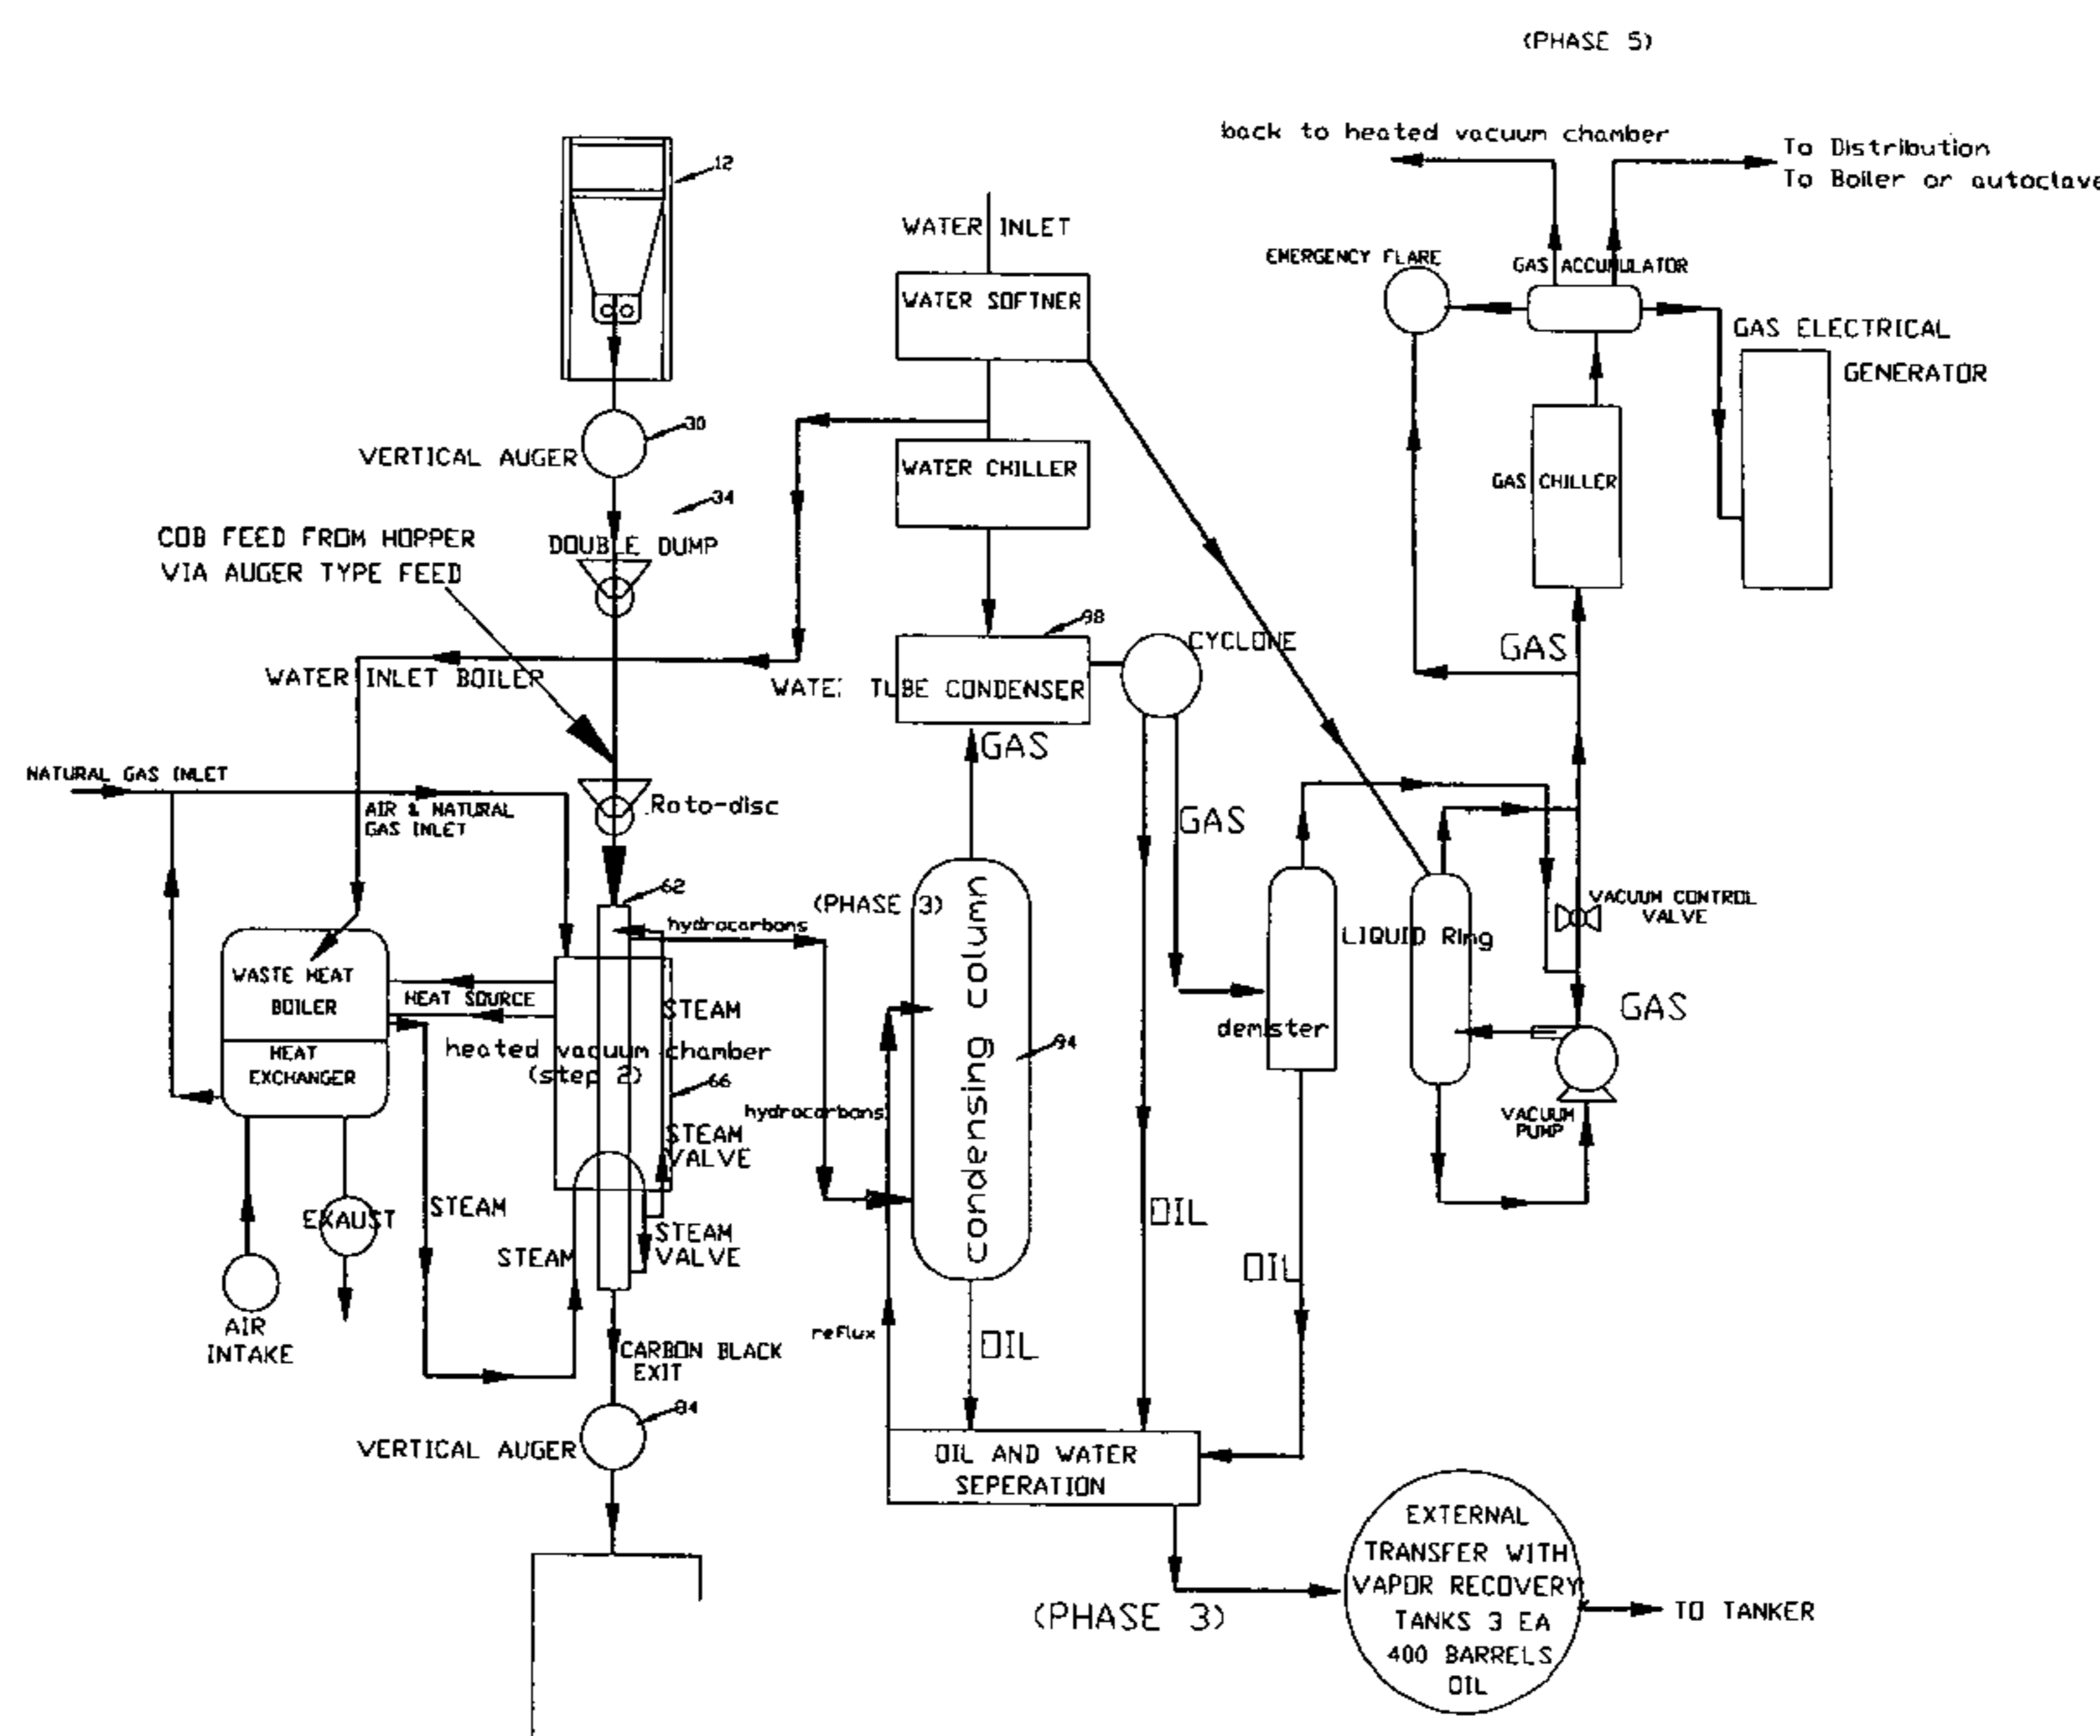 (PHASE 5)
back to heated vacuum chamber
To Distribution
To Boiler or autoclave
12
WATER INLET
EMERGENCY FLARE
GAS ACCUMULATOR
WATER SOFTNER
GAS ELECTRICAL
GENERATOR
30
VERTICAL AUGER
WATER CHILLER
GAS CHILLER
34
COB FEED FROM HOPPER
VIA AUGER TYPE FEED
DOUBLE DUMP
98
CYCLONE
GAS
WATER INLET BOILER
WATE TUBE CONDENSER
GAS
NATURAL GAS INLET
AIR & NATURAL
GAS INLET
Roto-disc
GAS
62
(PHASE 3)
hydrocarbons
VACUUM CONTROL
VALVE
LIQUID Ring
condensing column
WASTE HEAT
BOILER
HEAT SOURCE
STEAM
GAS
demister
HEAT
EXCHANGER
heated vacuum chamber
(step 2)
66
94
hydrocarbons
VACUUM
PUMP
STEAM
VALVE
EXAUST
STEAM
STEAM
VALVE
STEAM
OIL
OIL
AIR
INTAKE
reflux
OIL
CARBON BLACK
EXIT
84
VERTICAL AUGER
OIL AND WATER
SEPERATION
EXTERNAL
TRANSFER WITH
VAPOR RECOVERY
TANKS 3 EA
400 BARRELS
OIL
(PHASE 3)
TO TANKER